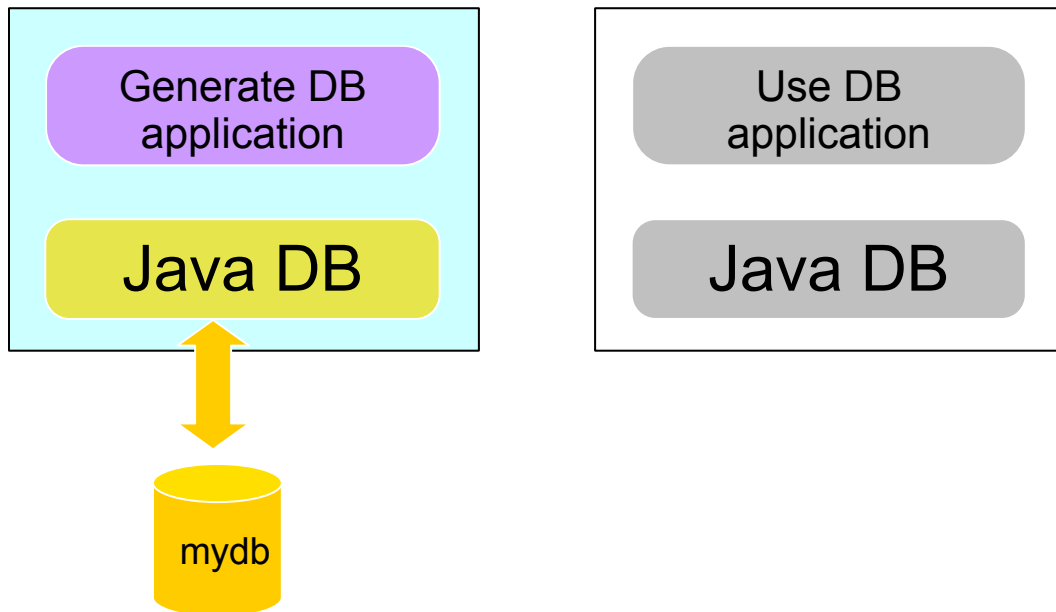 Generate DB
application
Java DB
mydb
Use DB
application
Java DB